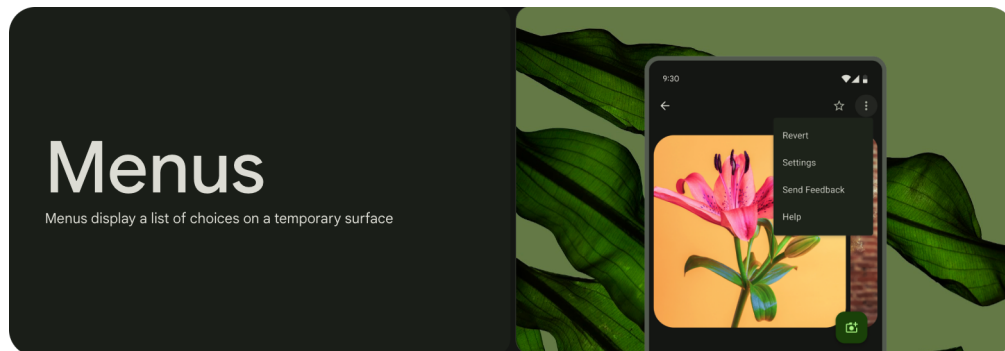 Menus
Menus display a list of choices on a temporary surface
9:30
Revert
Settings
Send Feedback
Help